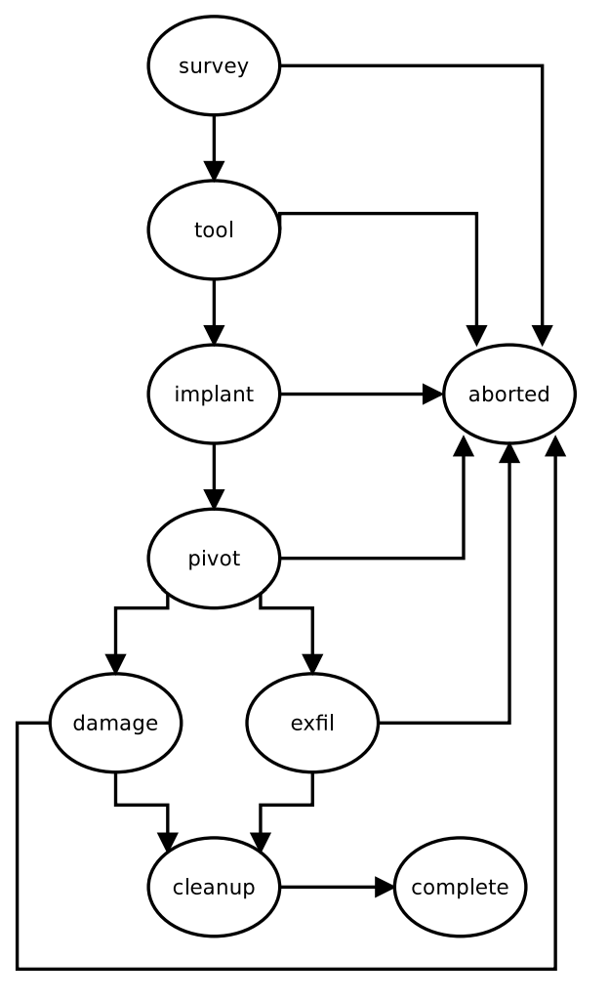 survey
tool
implant
aborted
pivot
damage
exfil
cleanup
complete